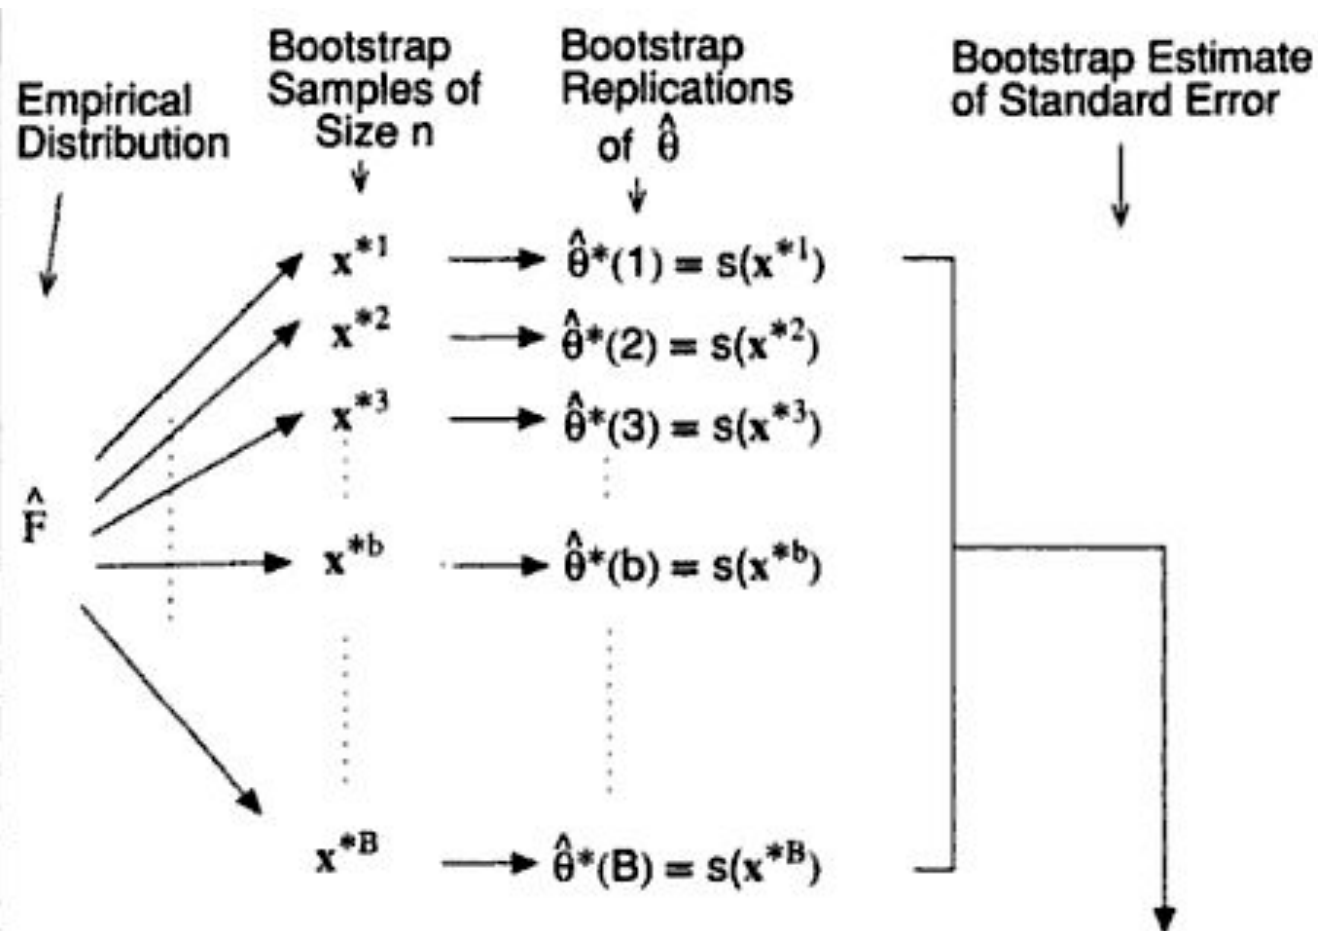 Empirical
Distribution
Bootstrap
Samples of
Size n
Bootstrap
Replications
of θ̂
Bootstrap Estimate
of Standard Error
F̂
x*1
θ̂*(1) = s(x*1)
x*2
θ̂*(2) = s(x*2)
x*3
θ̂*(3) = s(x*3)
x*b
θ̂*(b) = s(x*b)
x*B
θ̂*(B) = s(x*B)